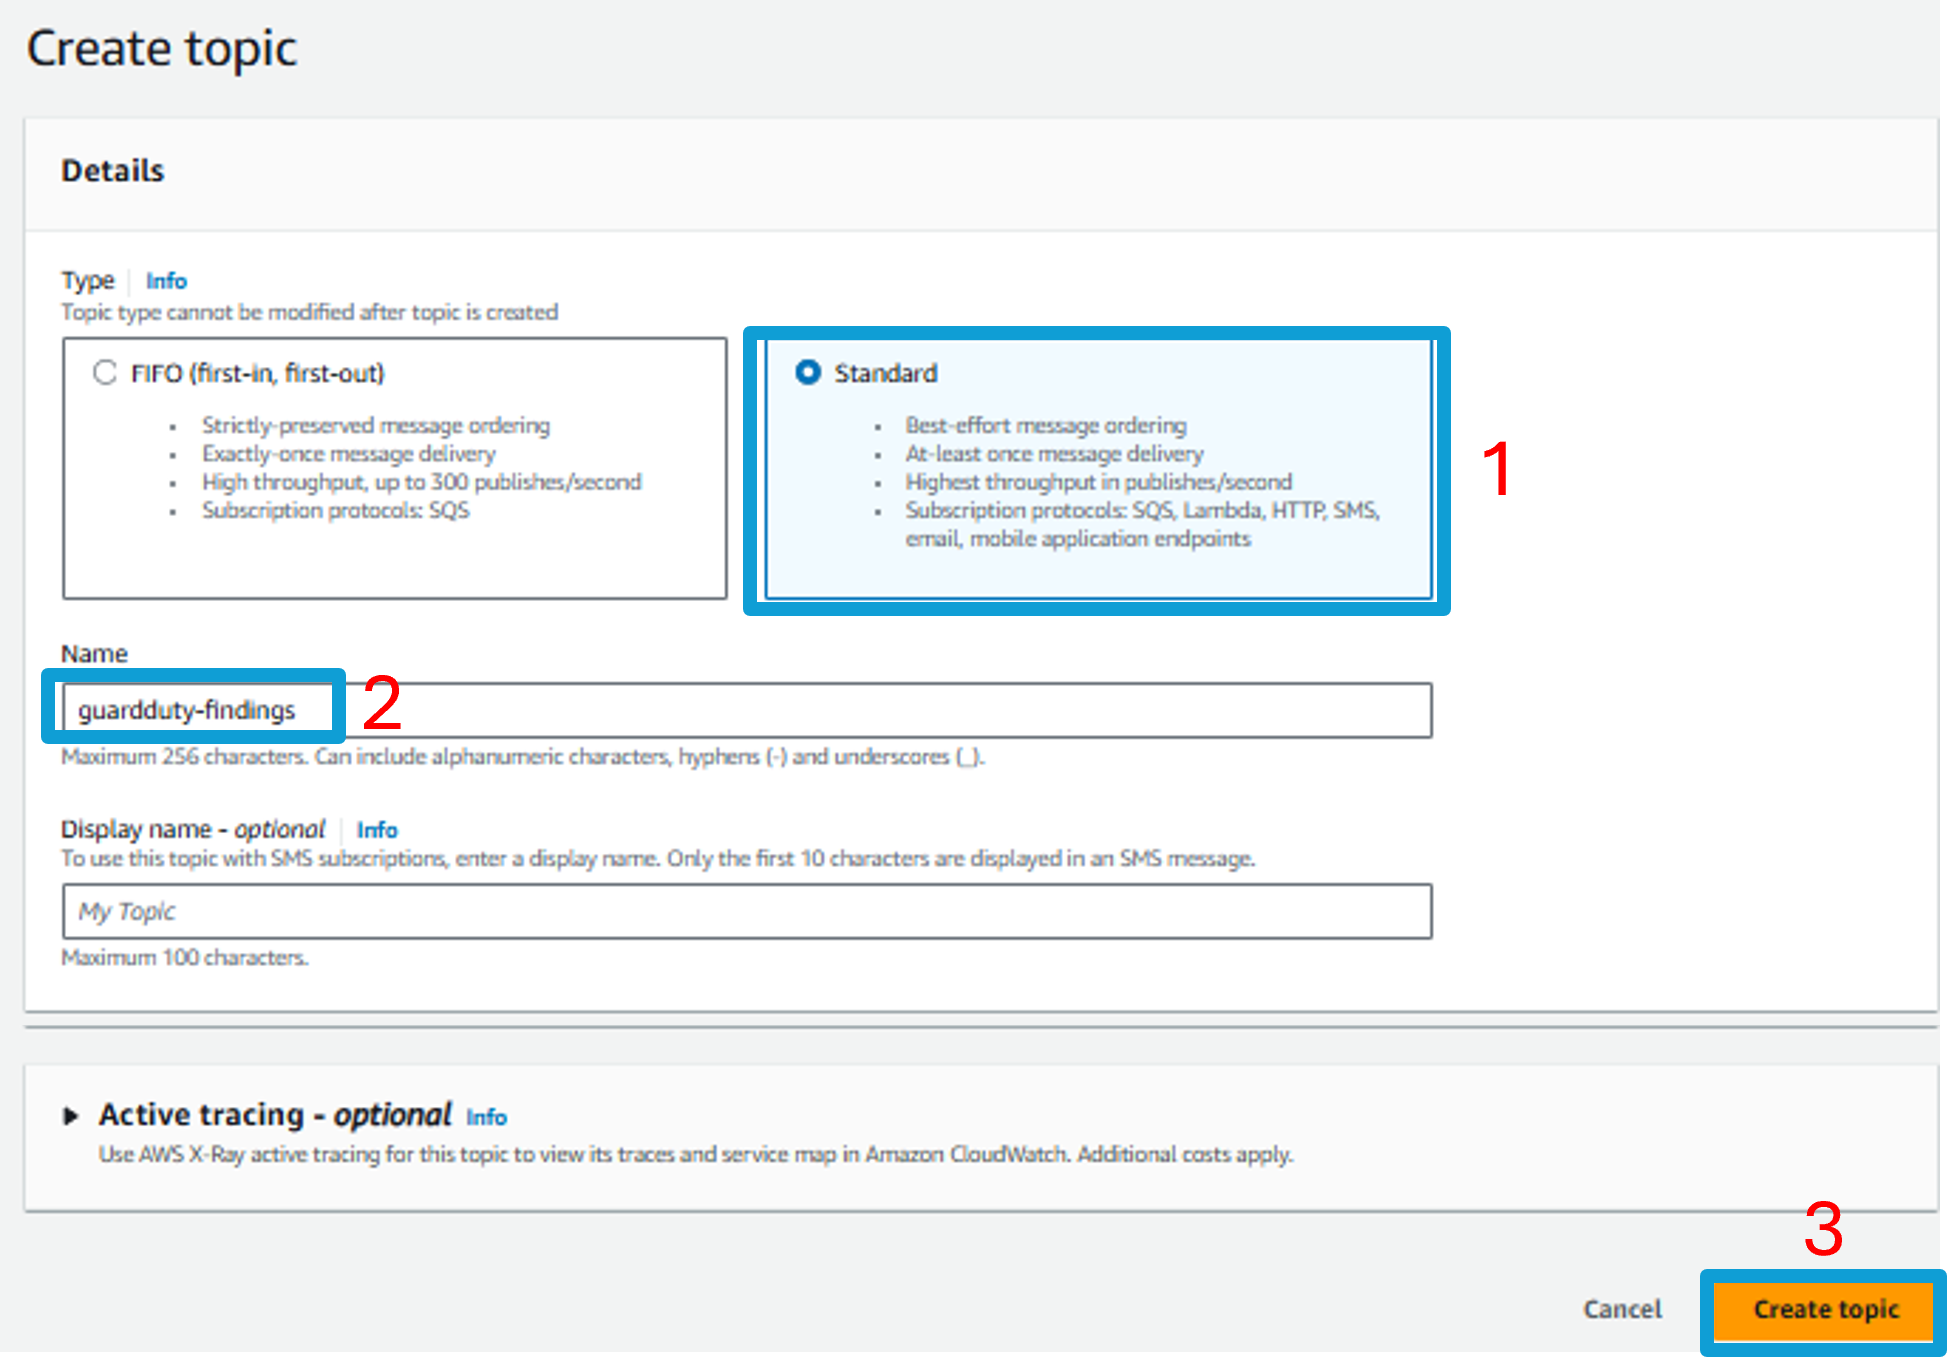 Create topic
Details
Type Info
Topic type cannot be modified after topic is created
FIFO (first-in, first-out)
Strictly-preserved message ordering
Exactly-once message delivery
High throughput, up to 300 publishes/second
Subscription protocols: SQS
Standard
Best-effort message ordering
At-least once message delivery
Highest throughput in publishes/second
Subscription protocols: SQS, Lambda, HTTP, SMS,
email, mobile application endpoints
1
Name
guardduty-findings
2
Maximum 256 characters. Can include alphanumeric characters, hyphens (-) and underscores (_).
Display name - optional Info
To use this topic with SMS subscriptions, enter a display name. Only the first 10 characters are displayed in an SMS message.
My Topic
Maximum 100 characters.
Active tracing - optional Info
Use AWS X-Ray active tracing for this topic to view its traces and service map in Amazon CloudWatch. Additional costs apply.
3
Cancel
Create topic